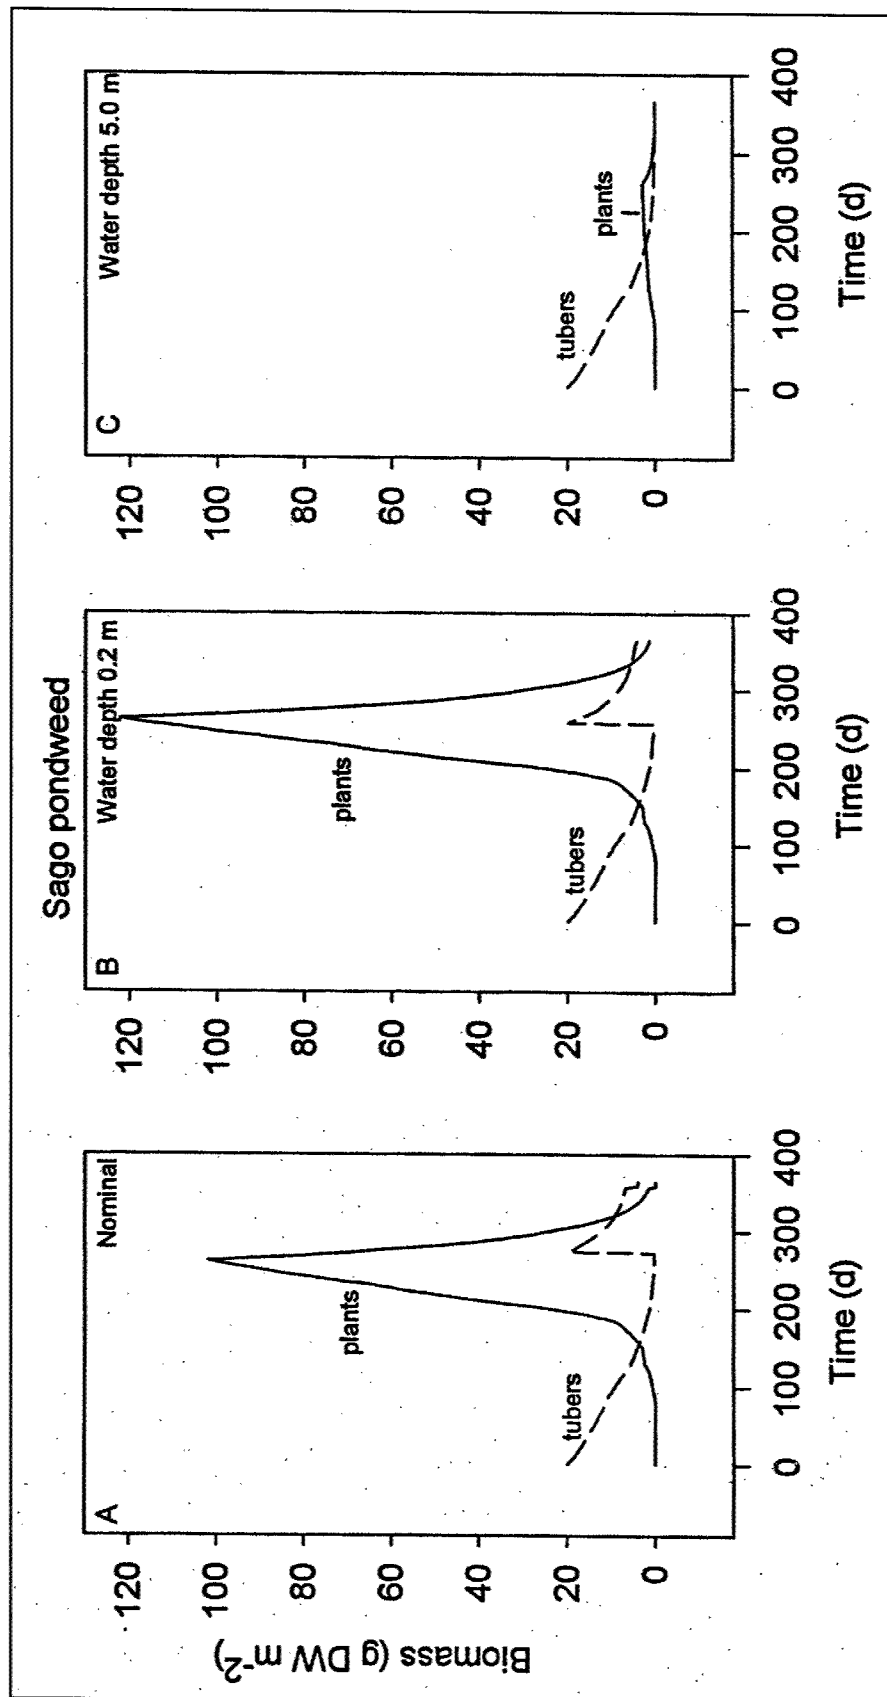 Sago pondweed
Biomass (g DW m⁻²)
A
Nominal
120
100
80
60
40
20
0
plants
tubers
0 100 200 300 400
Time (d)
B
Water depth 0.2 m
120
100
80
60
40
20
0
plants
tubers
0 100 200 300 400
Time (d)
C
Water depth 5.0 m
120
100
80
60
40
20
0
tubers
plants
0 100 200 300 400
Time (d)